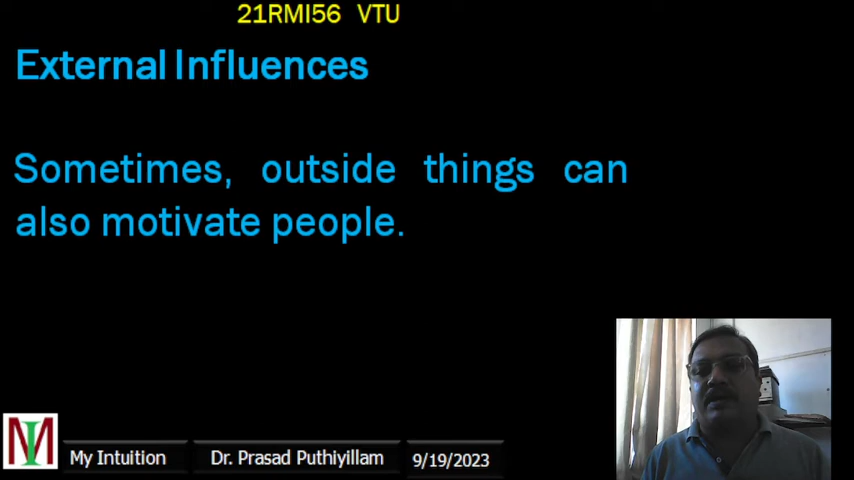 21RMI56 VTU
External Influences
Sometimes, outside things can
also motivate people.
MI
My Intuition
Dr. Prasad Puthiyillam
9/19/2023